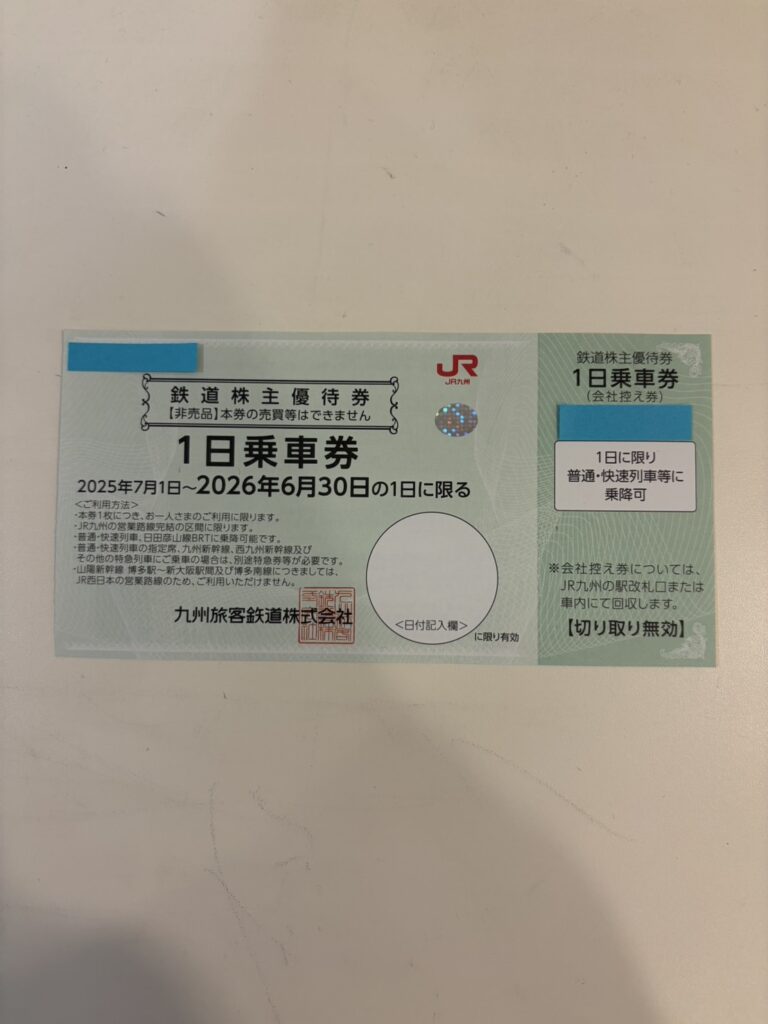 鉄道株主優待券
【非売品】本券の売買等はできません
1日乗車券
2025年7月1日～2026年6月30日の1日に限る
＜ご利用方法＞
・本券1枚につき、お一人さまのご利用に限ります。
・JR九州の営業路線完結の区間に限ります。
・普通・快速列車、日田彦山線BRTに乗降可能です。
・普通・快速列車の指定席、九州新幹線、西九州新幹線及び
その他の特急列車にご乗車の場合は、別途特急券等が必要です。
・山陽新幹線 博多駅～新大阪駅間及び博多南線につきましては、
JR西日本の営業路線のため、ご利用いただけません。
九州旅客鉄道株式会社
JR
JR九州
＜日付記入欄＞
に限り有効
鉄道株主優待券
1日乗車券
（会社控え券）
1日に限り
普通・快速列車等に
乗降可
※会社控え券については、
JR九州の駅改札口または
車内にて回収します。
【切り取り無効】